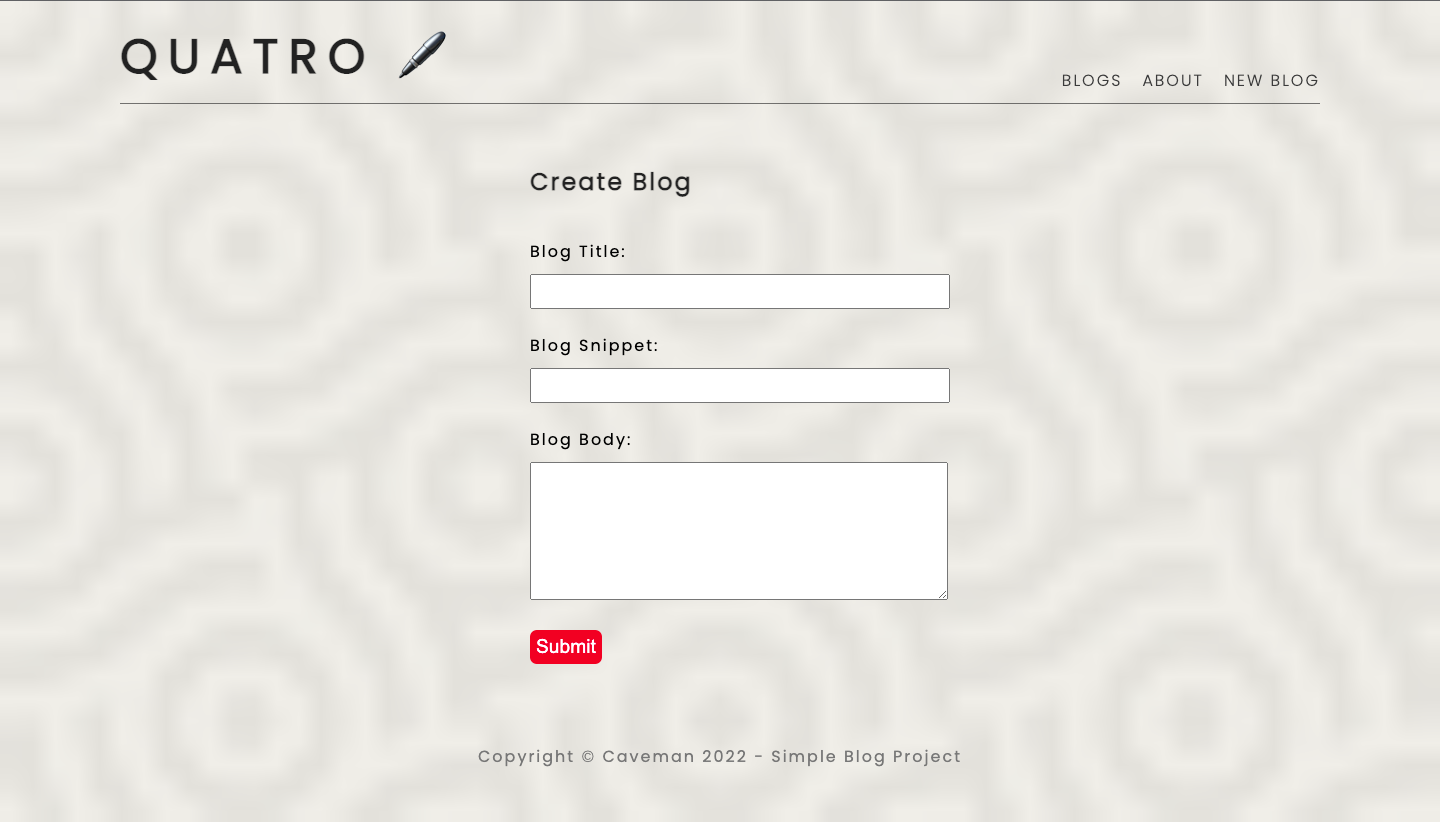 QUATRO 🖋
BLOGS ABOUT NEW BLOG
Create Blog
Blog Title:
Blog Snippet:
Blog Body:
Submit
Copyright © Caveman 2022 - Simple Blog Project